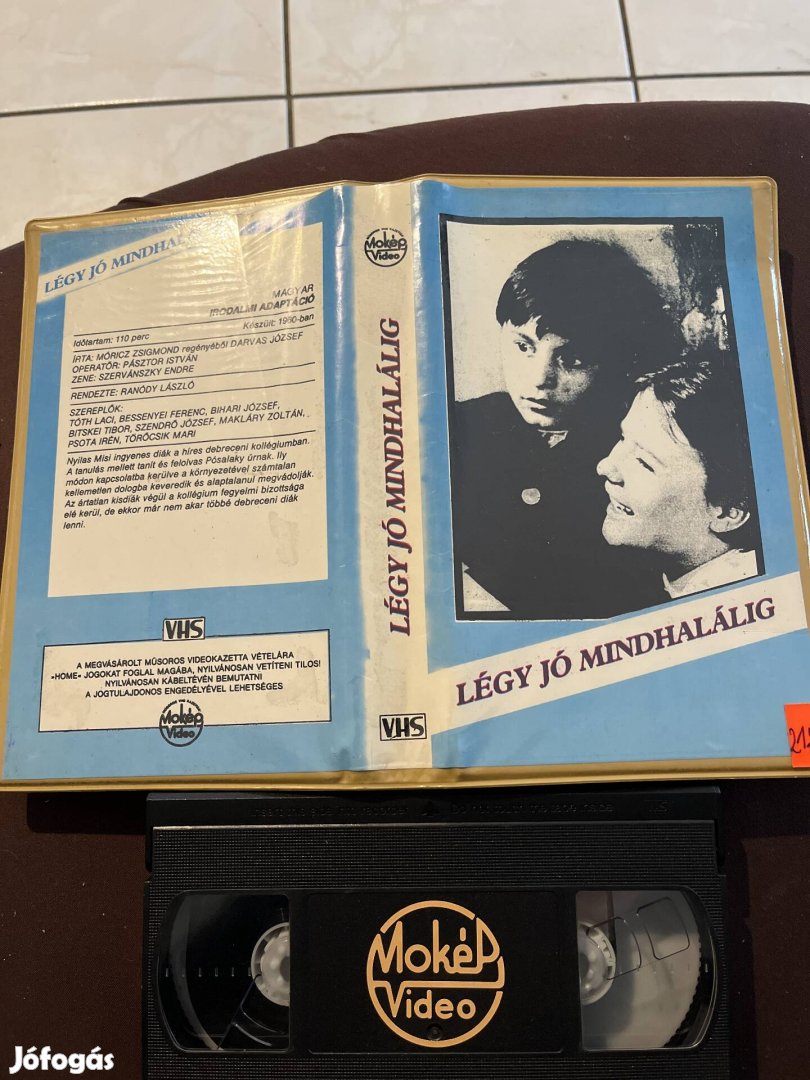 LÉGY JÓ MINDHAL
MAGYAR
IRODALMI ADAPTÁCIÓ
Időtartam: 110 perc
Készült: 1960-ban
ÍRTA: MÓRICZ ZSIGMOND regényéből DARVAS JÓZSEF
OPERATŐR: PÁSZTOR ISTVÁN
ZENE: SZERVÁNSZKY ENDRE
RENDEZTE: RANÓDY LÁSZLÓ
SZEREPLŐK:
TÓTH LACI, BESSENYEI FERENC, BIHARI JÓZSEF,
BITSKEI TIBOR, SZENDRŐ JÓZSEF, MAKLÁRY ZOLTÁN,
PSOTA IRÉN, TÖRŐCSIK MARI
Nyilas Misi ingyenes diák a híres debreceni kollégiumban.
A tanulás mellett tanít és felolvas Pósalaky úrnak. Ily
módon kapcsolatba kerülve a környezetével számtalan
kellemetlen dologba keveredik és alaptalanul megvádolják.
Az ártatlan kisdiák végül a kollégium fegyelmi bizottsága
elé kerül, de ekkor már nem akar többé debreceni diák
lenni.
VHS
A MEGVÁSÁROLT MŰSOROS VIDEOKAZETTA VÉTELÁRA
»HOME« JOGOKAT FOGLAL MAGÁBA, NYILVÁNOSAN VETÍTENI TILOS!
NYILVÁNOSAN KÁBELTÉVÉN BEMUTATNI
A JOGTULAJDONOS ENGEDÉLYÉVEL LEHETSÉGES
Mokép
Video
Mokép
Video
LÉGY JÓ MINDHALÁLIG
VHS
LÉGY JÓ MINDHALÁLIG
Mokép
Video
Jófogás